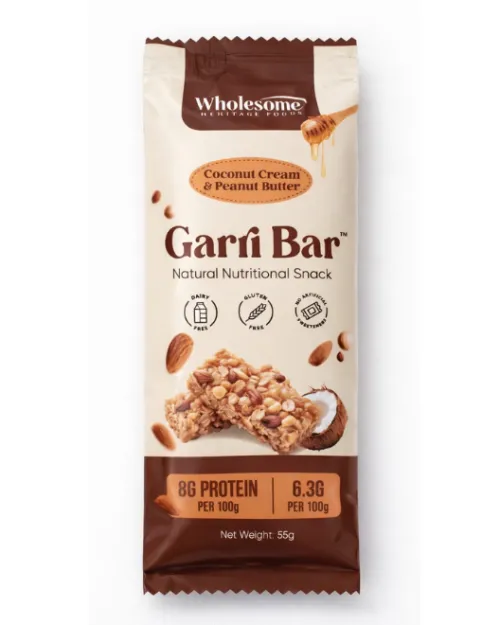 Wholesome
HERITAGE FOODS
Coconut Cream
& Peanut Butter
Garri Bar™
Natural Nutritional Snack
DAIRY
FREE
GLUTEN
FREE
NO ARTIFICIAL
SWEETENERS
8G PROTEIN
PER 100g
6.3G
PER 100g
Net Weight: 55g